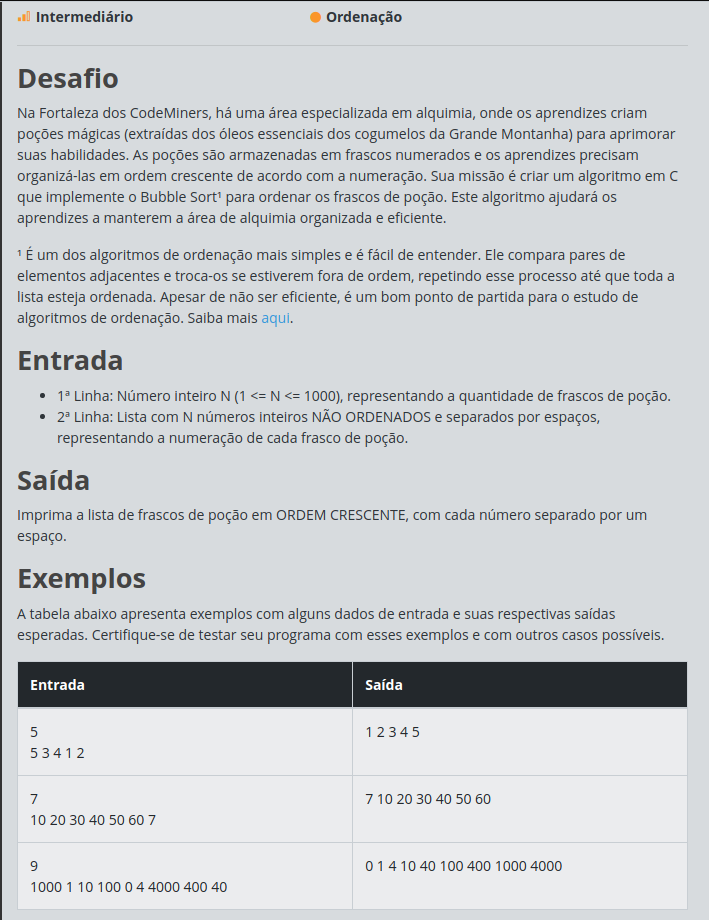 Intermediário
Ordenação
Desafio
Na Fortaleza dos CodeMiners, há uma área especializada em alquimia, onde os aprendizes criam
poções mágicas (extraídas dos óleos essenciais dos cogumelos da Grande Montanha) para aprimorar
suas habilidades. As poções são armazenadas em frascos numerados e os aprendizes precisam
organizá-las em ordem crescente de acordo com a numeração. Sua missão é criar um algoritmo em C
que implemente o Bubble Sort¹ para ordenar os frascos de poção. Este algoritmo ajudará os
aprendizes a manterem a área de alquimia organizada e eficiente.
¹ É um dos algoritmos de ordenação mais simples e é fácil de entender. Ele compara pares de
elementos adjacentes e troca-os se estiverem fora de ordem, repetindo esse processo até que toda a
lista esteja ordenada. Apesar de não ser eficiente, é um bom ponto de partida para o estudo de
algoritmos de ordenação. Saiba mais aqui.
Entrada
• 1ª Linha: Número inteiro N (1 <= N <= 1000), representando a quantidade de frascos de poção.
• 2ª Linha: Lista com N números inteiros NÃO ORDENADOS e separados por espaços,
representando a numeração de cada frasco de poção.
Saída
Imprima a lista de frascos de poção em ORDEM CRESCENTE, com cada número separado por um
espaço.
Exemplos
A tabela abaixo apresenta exemplos com alguns dados de entrada e suas respectivas saídas
esperadas. Certifique-se de testar seu programa com esses exemplos e com outros casos possíveis.
Entrada
Saída
5
5 3 4 1 2
1 2 3 4 5
7
10 20 30 40 50 60 7
7 10 20 30 40 50 60
9
1000 1 10 100 0 4 4000 400 40
0 1 4 10 40 100 400 1000 4000